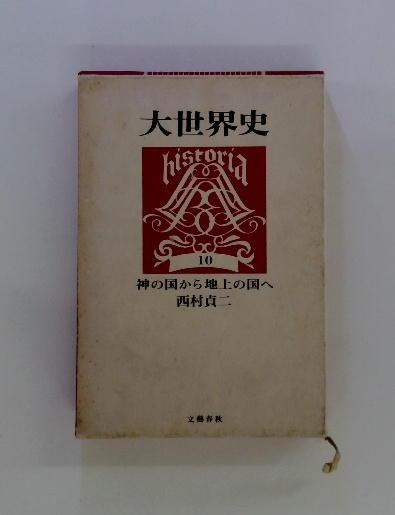 大世界史
historia
10
神の国から地上の国へ
西村貞二
文藝春秋